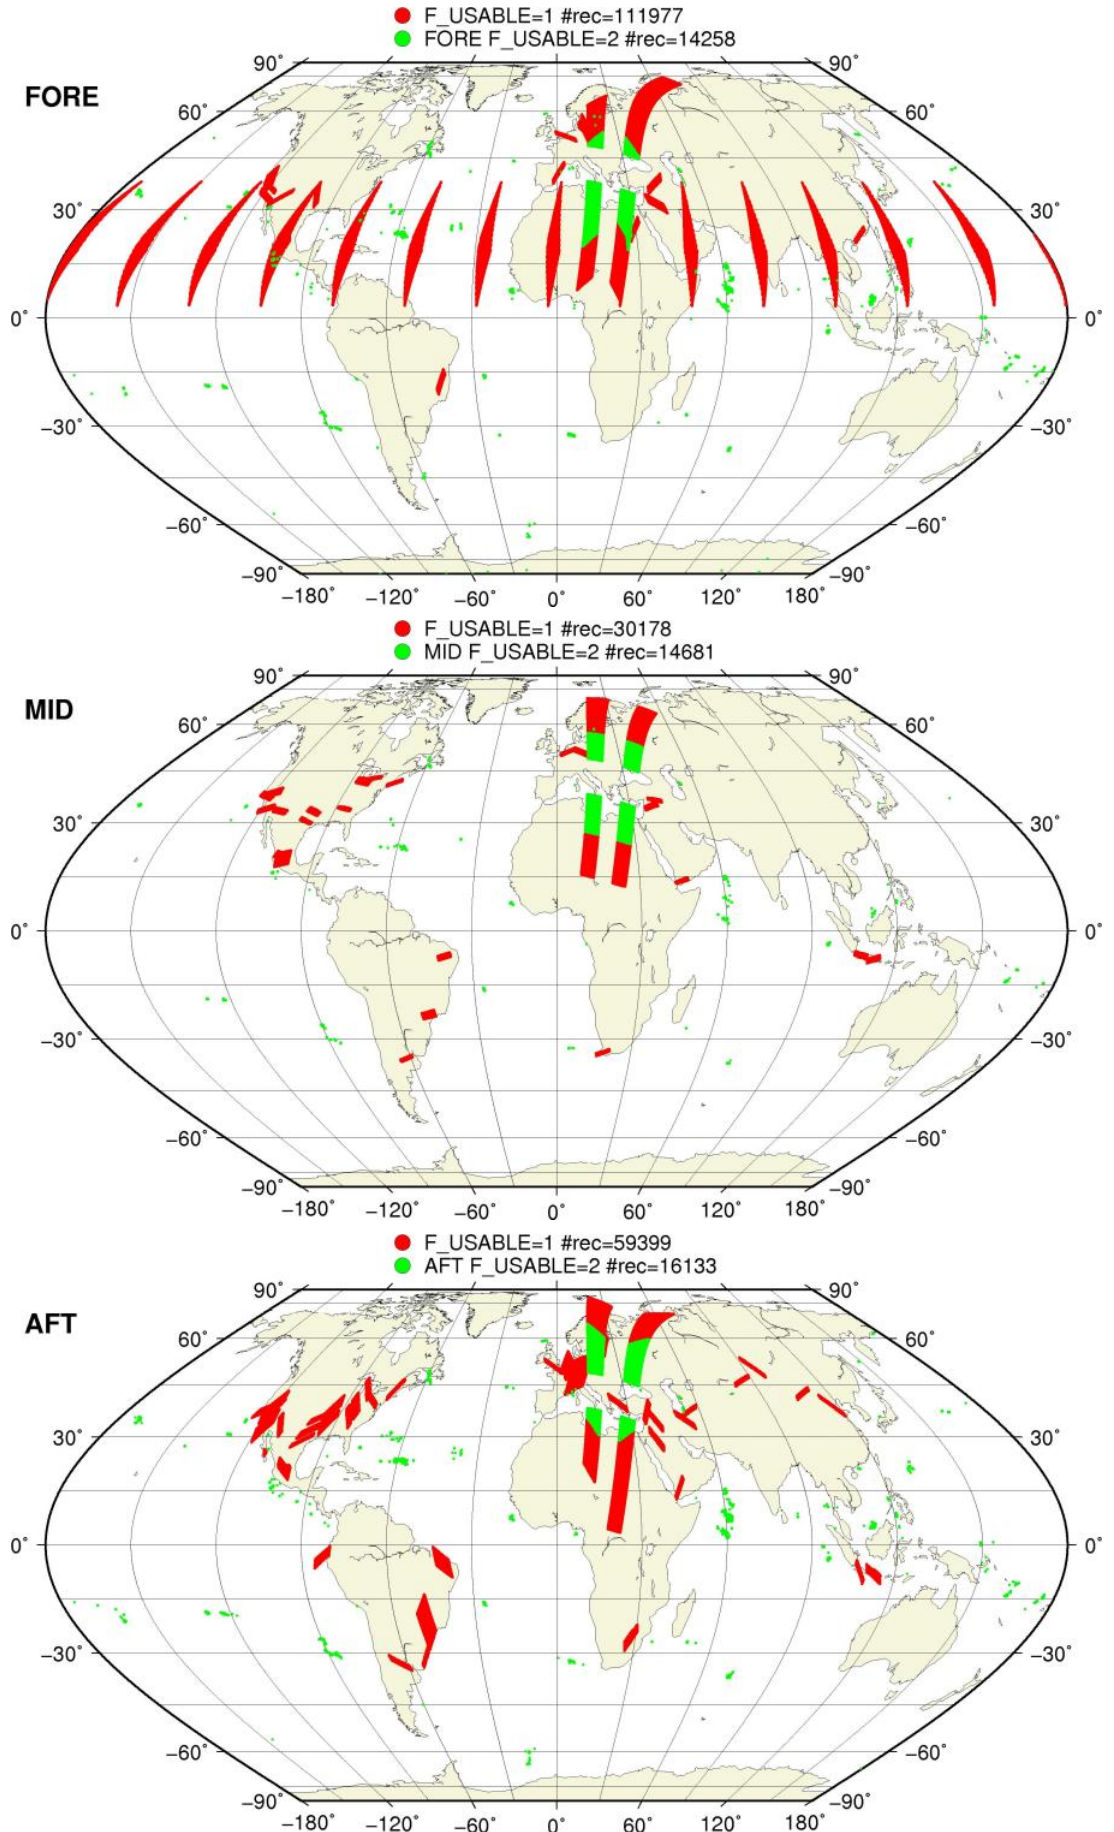 F_USABLE=1 #rec=111977
FORE F_USABLE=2 #rec=14258
FORE
90˚ 90˚
60˚ 60˚
30˚ 30˚
0˚ 0˚
−30˚ −30˚
−60˚ −60˚
−90˚ −90˚
−180˚ −120˚ −60˚ 0˚ 60˚ 120˚ 180˚
F_USABLE=1 #rec=30178
MID F_USABLE=2 #rec=14681
MID
90˚ 90˚
60˚ 60˚
30˚ 30˚
0˚ 0˚
−30˚ −30˚
−60˚ −60˚
−90˚ −90˚
−180˚ −120˚ −60˚ 0˚ 60˚ 120˚ 180˚
F_USABLE=1 #rec=59399
AFT F_USABLE=2 #rec=16133
AFT
90˚ 90˚
60˚ 60˚
30˚ 30˚
0˚ 0˚
−30˚ −30˚
−60˚ −60˚
−90˚ −90˚
−180˚ −120˚ −60˚ 0˚ 60˚ 120˚ 180˚